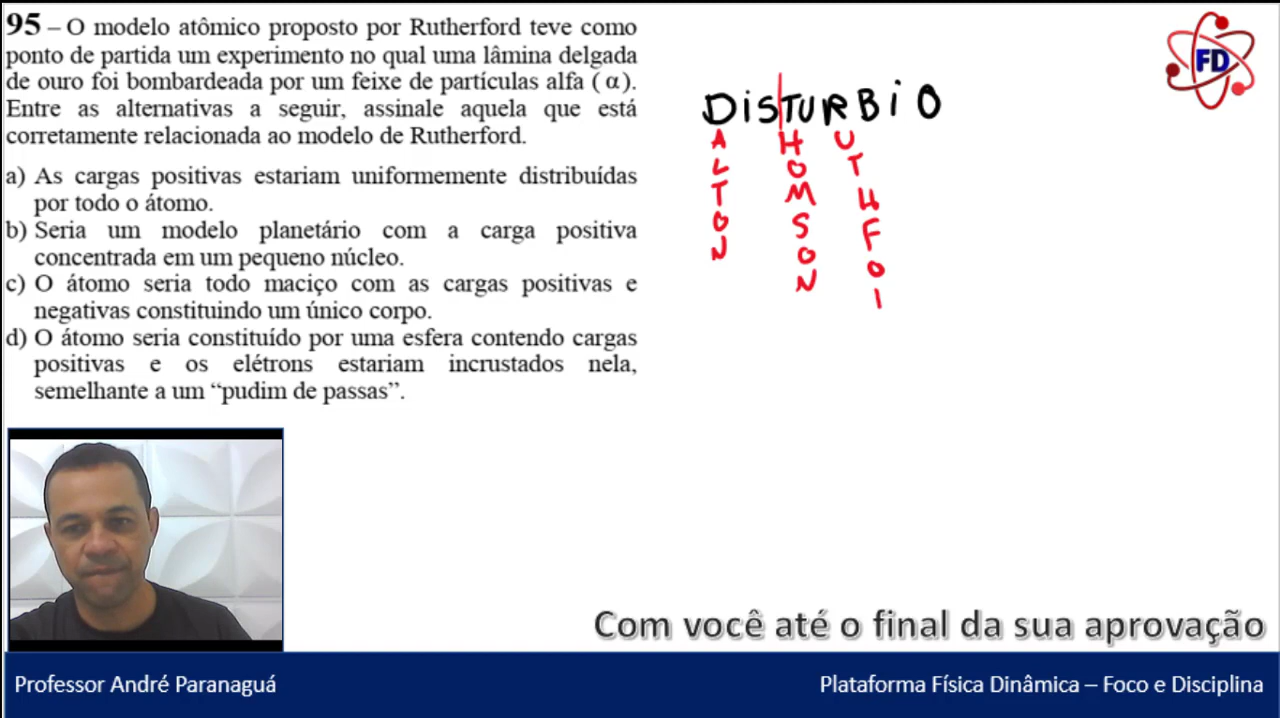 95 – O modelo atômico proposto por Rutherford teve como
ponto de partida um experimento no qual uma lâmina delgada
de ouro foi bombardeada por um feixe de partículas alfa ( α ).
Entre as alternativas a seguir, assinale aquela que está
corretamente relacionada ao modelo de Rutherford.
a) As cargas positivas estariam uniformemente distribuídas
por todo o átomo.
b) Seria um modelo planetário com a carga positiva
concentrada em um pequeno núcleo.
c) O átomo seria todo maciço com as cargas positivas e
negativas constituindo um único corpo.
d) O átomo seria constituído por uma esfera contendo cargas
positivas e os elétrons estariam incrustados nela,
semelhante a um “pudim de passas”.
DiSTURBiO
ALTON
HOMSON
UTHFOI
FD
Com você até o final da sua aprovação
Professor André Paranaguá
Plataforma Física Dinâmica – Foco e Disciplina